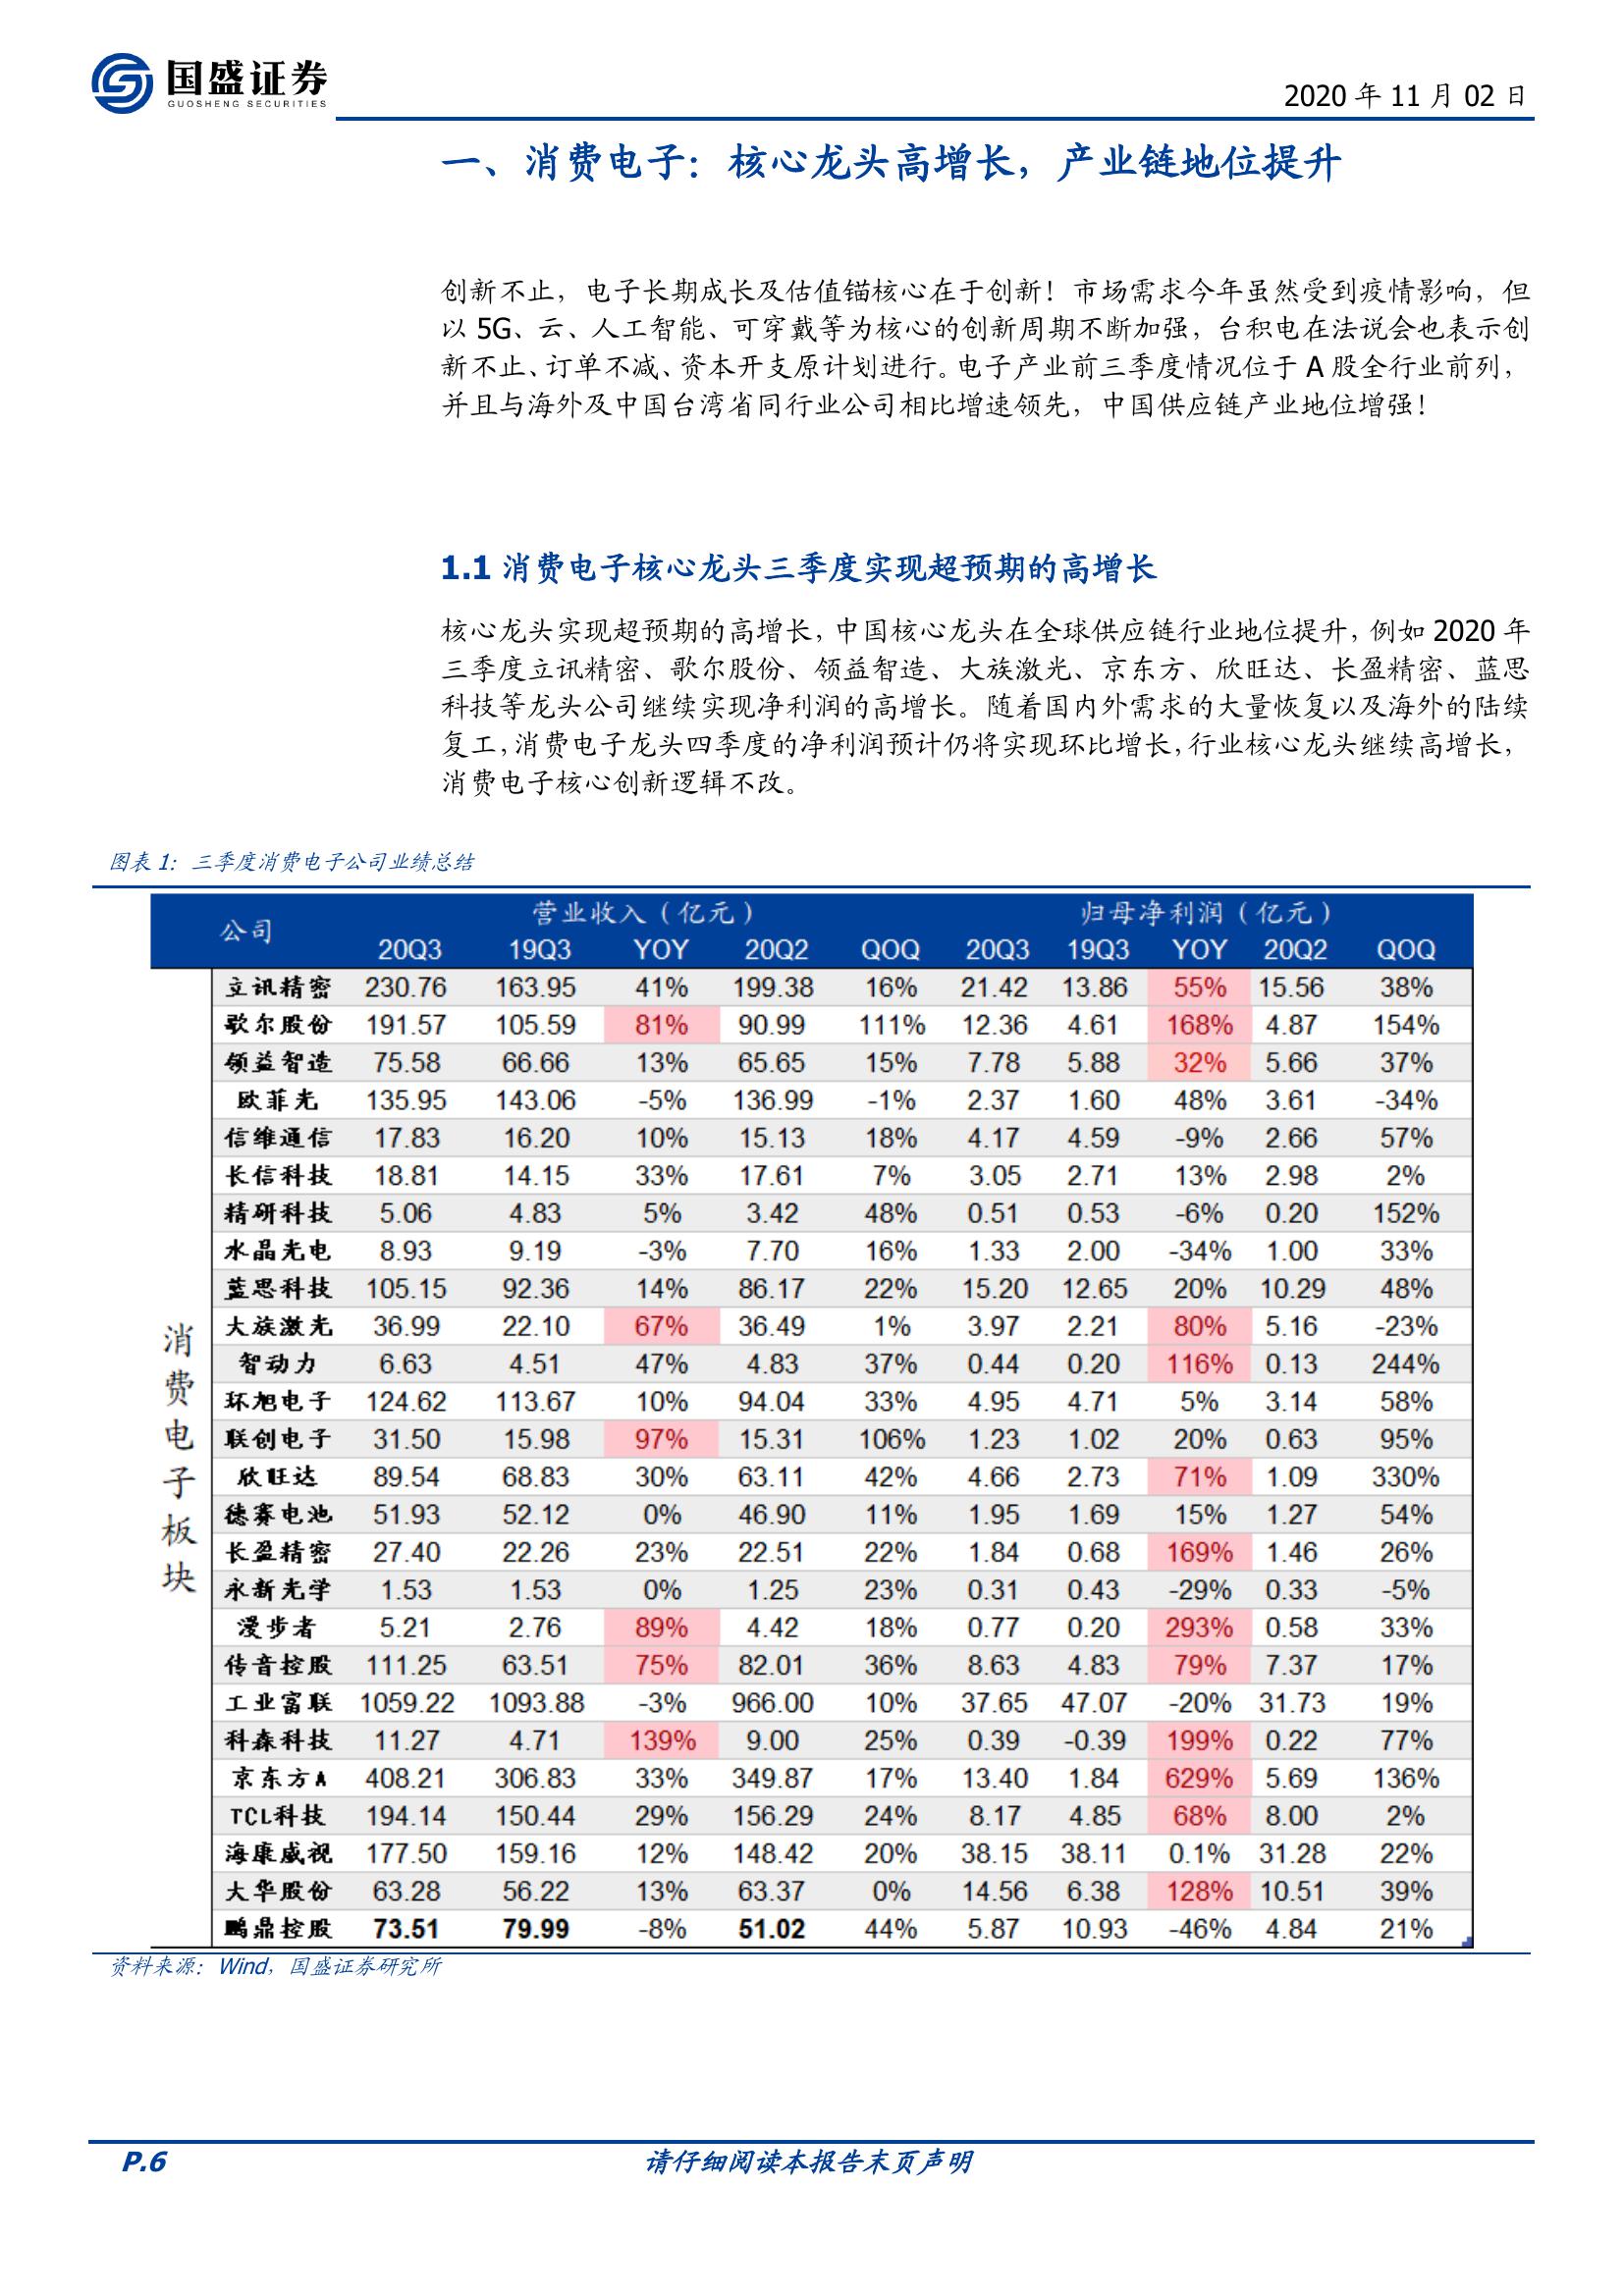 国盛证券
GUOSHENG SECURITIES
2020 年 11 月 02 日
一、消费电子：核心龙头高增长，产业链地位提升
创新不止，电子长期成长及估值锚核心在于创新！市场需求今年虽然受到疫情影响，但
以 5G、云、人工智能、可穿戴等为核心的创新周期不断加强，台积电在法说会也表示创
新不止、订单不减、资本开支原计划进行。电子产业前三季度情况位于 A 股全行业前列，
并且与海外及中国台湾省同行业公司相比增速领先，中国供应链产业地位增强！
1.1 消费电子核心龙头三季度实现超预期的高增长
核心龙头实现超预期的高增长，中国核心龙头在全球供应链行业地位提升，例如 2020 年
三季度立讯精密、歌尔股份、领益智造、大族激光、京东方、欣旺达、长盈精密、蓝思
科技等龙头公司继续实现净利润的高增长。随着国内外需求的大量恢复以及海外的陆续
复工，消费电子龙头四季度的净利润预计仍将实现环比增长，行业核心龙头继续高增长，
消费电子核心创新逻辑不改。
图表 1：三季度消费电子公司业绩总结
公司 营业收入（亿元） 归母净利润（亿元）
20Q3 19Q3 YOY 20Q2 QOQ 20Q3 19Q3 YOY 20Q2 QOQ
消费电子板块
立讯精密 230.76 163.95 41% 199.38 16% 21.42 13.86 55% 15.56 38%
歌尔股份 191.57 105.59 81% 90.99 111% 12.36 4.61 168% 4.87 154%
领益智造 75.58 66.66 13% 65.65 15% 7.78 5.88 32% 5.66 37%
欧菲光 135.95 143.06 -5% 136.99 -1% 2.37 1.60 48% 3.61 -34%
信维通信 17.83 16.20 10% 15.13 18% 4.17 4.59 -9% 2.66 57%
长信科技 18.81 14.15 33% 17.61 7% 3.05 2.71 13% 2.98 2%
精研科技 5.06 4.83 5% 3.42 48% 0.51 0.53 -6% 0.20 152%
水晶光电 8.93 9.19 -3% 7.70 16% 1.33 2.00 -34% 1.00 33%
蓝思科技 105.15 92.36 14% 86.17 22% 15.20 12.65 20% 10.29 48%
大族激光 36.99 22.10 67% 36.49 1% 3.97 2.21 80% 5.16 -23%
智动力 6.63 4.51 47% 4.83 37% 0.44 0.20 116% 0.13 244%
环旭电子 124.62 113.67 10% 94.04 33% 4.95 4.71 5% 3.14 58%
联创电子 31.50 15.98 97% 15.31 106% 1.23 1.02 20% 0.63 95%
欣旺达 89.54 68.83 30% 63.11 42% 4.66 2.73 71% 1.09 330%
德赛电池 51.93 52.12 0% 46.90 11% 1.95 1.69 15% 1.27 54%
长盈精密 27.40 22.26 23% 22.51 22% 1.84 0.68 169% 1.46 26%
永新光学 1.53 1.53 0% 1.25 23% 0.31 0.43 -29% 0.33 -5%
漫步者 5.21 2.76 89% 4.42 18% 0.77 0.20 293% 0.58 33%
传音控股 111.25 63.51 75% 82.01 36% 8.63 4.83 79% 7.37 17%
工业富联 1059.22 1093.88 -3% 966.00 10% 37.65 47.07 -20% 31.73 19%
科森科技 11.27 4.71 139% 9.00 25% 0.39 -0.39 199% 0.22 77%
京东方A 408.21 306.83 33% 349.87 17% 13.40 1.84 629% 5.69 136%
TCL科技 194.14 150.44 29% 156.29 24% 8.17 4.85 68% 8.00 2%
海康威视 177.50 159.16 12% 148.42 20% 38.15 38.11 0.1% 31.28 22%
大华股份 63.28 56.22 13% 63.37 0% 14.56 6.38 128% 10.51 39%
鹏鼎控股 73.51 79.99 -8% 51.02 44% 5.87 10.93 -46% 4.84 21%
资料来源：Wind，国盛证券研究所
P.6 请仔细阅读本报告末页声明